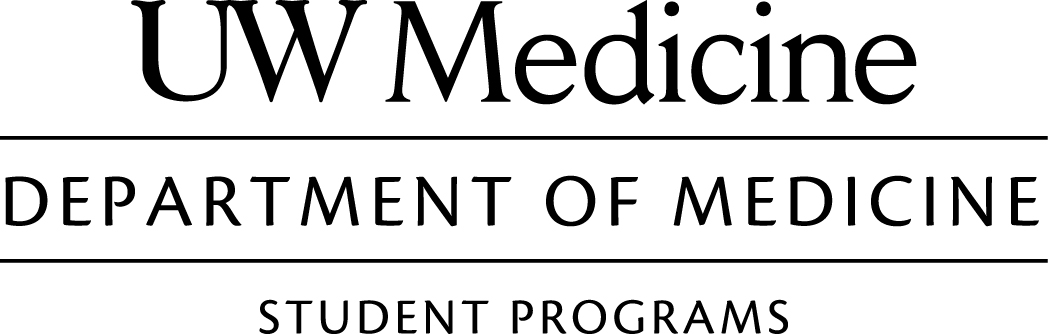 UW Medicine
DEPARTMENT OF MEDICINE
STUDENT PROGRAMS